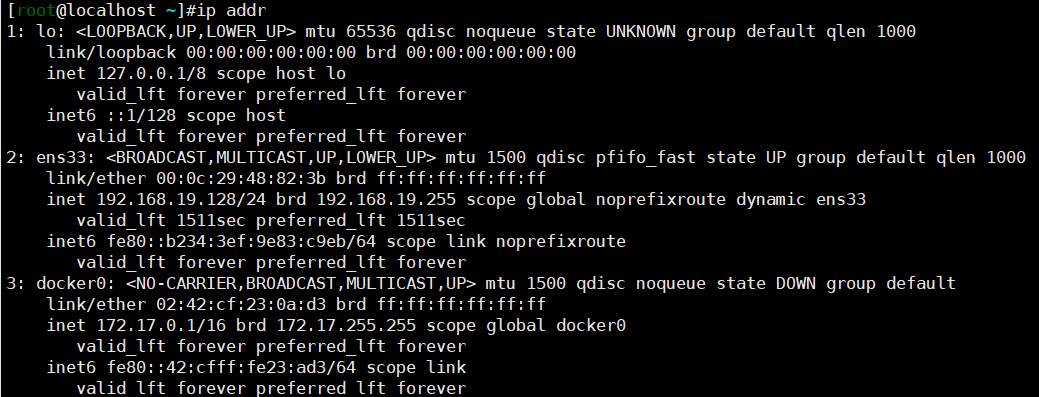 [root@localhost ~]#ip addr
1: lo: <LOOPBACK,UP,LOWER_UP> mtu 65536 qdisc noqueue state UNKNOWN group default qlen 1000
    link/loopback 00:00:00:00:00:00 brd 00:00:00:00:00:00
    inet 127.0.0.1/8 scope host lo
       valid_lft forever preferred_lft forever
    inet6 ::1/128 scope host
       valid_lft forever preferred_lft forever
2: ens33: <BROADCAST,MULTICAST,UP,LOWER_UP> mtu 1500 qdisc pfifo_fast state UP group default qlen 1000
    link/ether 00:0c:29:48:82:3b brd ff:ff:ff:ff:ff:ff
    inet 192.168.19.128/24 brd 192.168.19.255 scope global noprefixroute dynamic ens33
       valid_lft 1511sec preferred_lft 1511sec
    inet6 fe80::b234:3ef:9e83:c9eb/64 scope link noprefixroute
       valid_lft forever preferred_lft forever
3: docker0: <NO-CARRIER,BROADCAST,MULTICAST,UP> mtu 1500 qdisc noqueue state DOWN group default
    link/ether 02:42:cf:23:0a:d3 brd ff:ff:ff:ff:ff:ff
    inet 172.17.0.1/16 brd 172.17.255.255 scope global docker0
       valid_lft forever preferred_lft forever
    inet6 fe80::42:cfff:fe23:ad3/64 scope link
       valid_lft forever preferred_lft forever